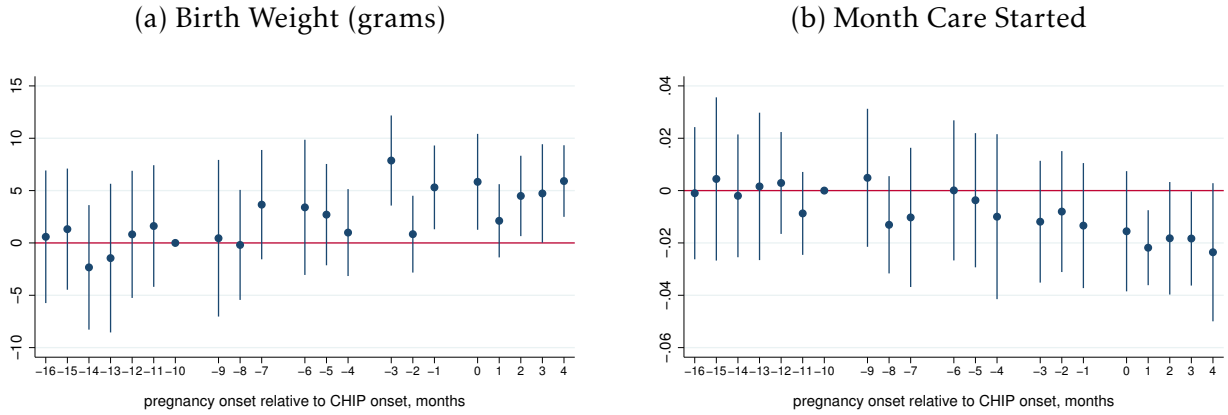 (a) Birth Weight (grams)
15
10
5
0
−5
−10
−16 −15 −14 −13 −12 −11 −10 −9 −8 −7 −6 −5 −4 −3 −2 −1 0 1 2 3 4
pregnancy onset relative to CHIP onset, months
(b) Month Care Started
.04
.02
0
−.02
−.04
−.06
−16 −15 −14 −13 −12 −11 −10 −9 −8 −7 −6 −5 −4 −3 −2 −1 0 1 2 3 4
pregnancy onset relative to CHIP onset, months